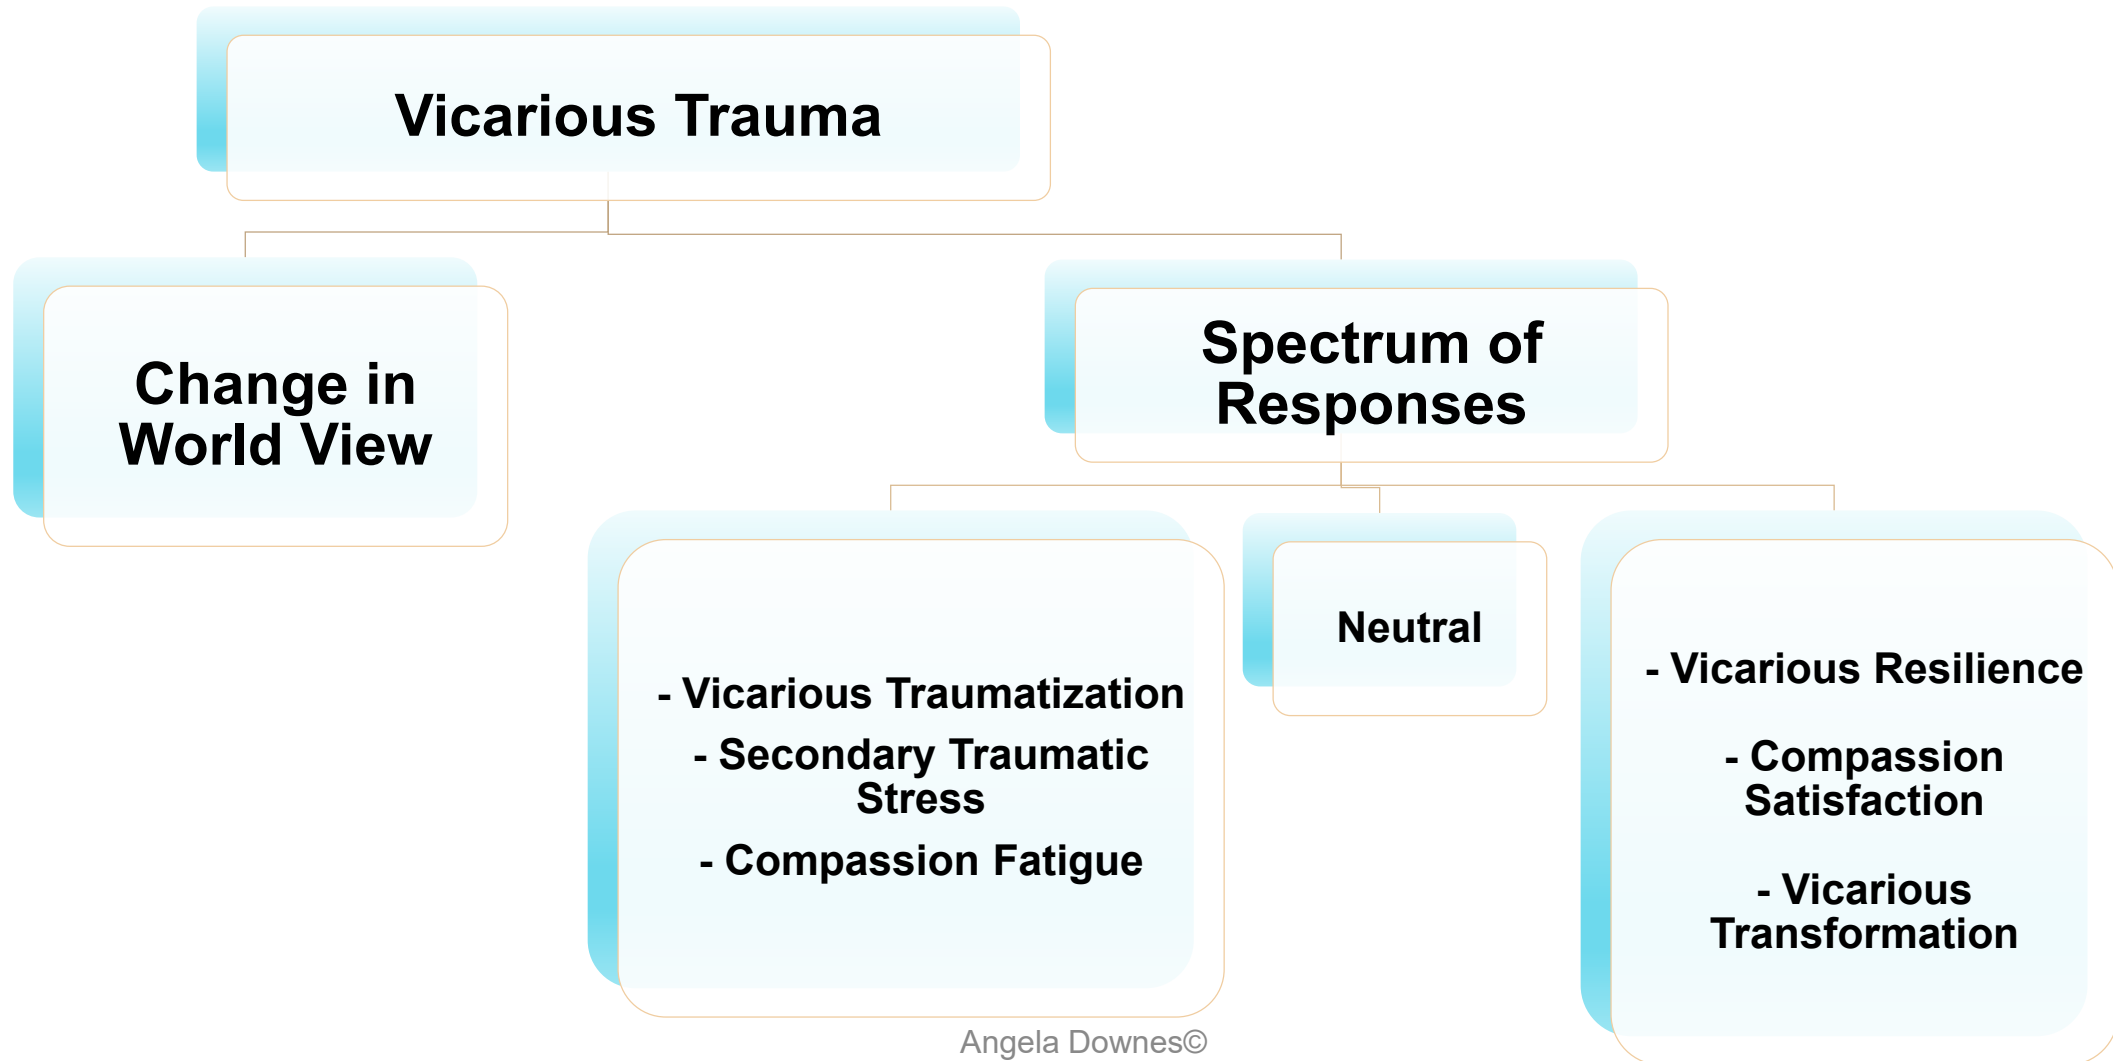 Vicarious Trauma
Change in
World View
Spectrum of
Responses
- Vicarious Traumatization
- Secondary Traumatic
Stress
- Compassion Fatigue
Neutral
- Vicarious Resilience
- Compassion
Satisfaction
- Vicarious
Transformation
Angela Downes©